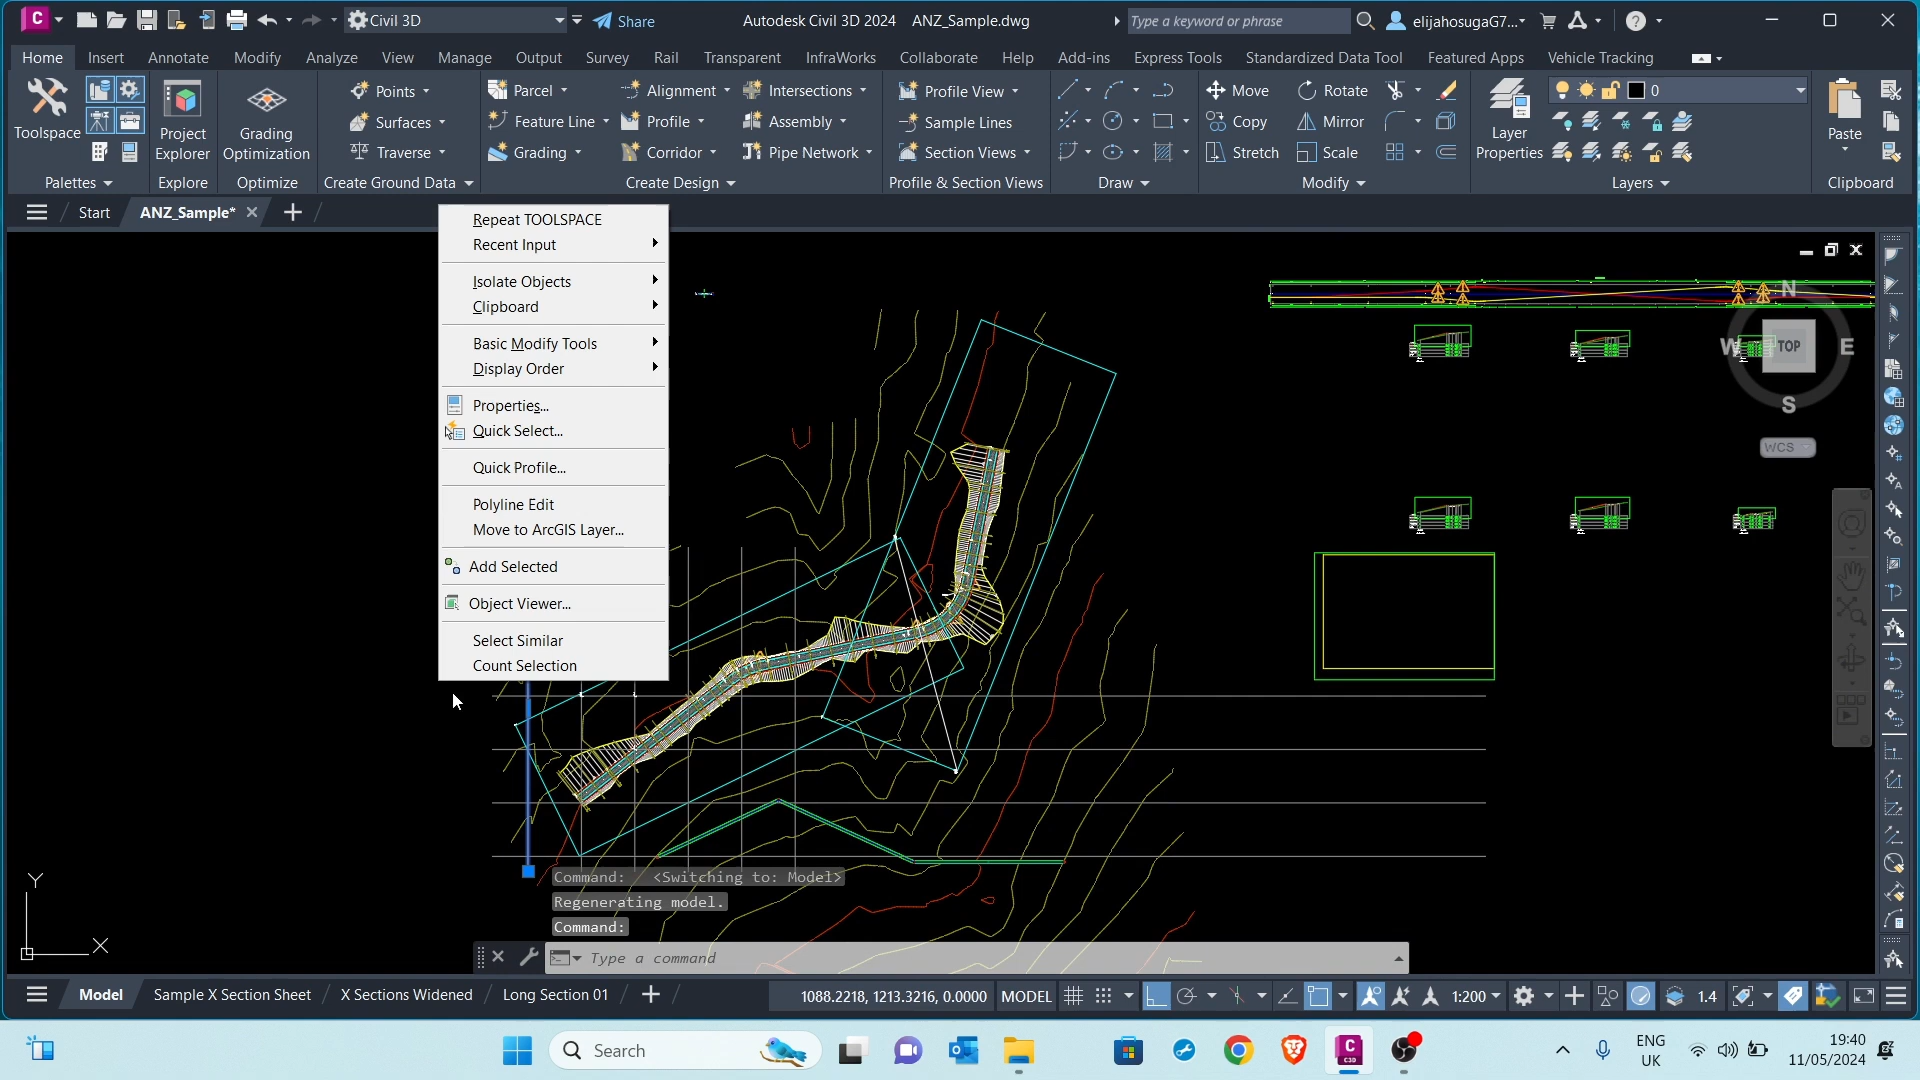 C Civil 3D Share Autodesk Civil 3D 2024 ANZ_Sample.dwg Type a keyword or phrase elijahosugaG7... ?
Home Insert Annotate Modify Analyze View Manage Output Survey Rail Transparent InfraWorks Collaborate Help Add-ins Express Tools Standardized Data Tool Featured Apps Vehicle Tracking
Points Parcel Alignment Intersections Profile View Move Rotate 0
Toolspace Project Explorer Grading Optimization Surfaces Feature Line Profile Assembly Sample Lines Copy Mirror Layer Properties Paste
Traverse Grading Corridor Pipe Network Section Views Stretch Scale
Palettes Explore Optimize Create Ground Data Create Design Profile & Section Views Draw Modify Layers Clipboard
Start ANZ_Sample*
Repeat TOOLSPACE
Recent Input
Isolate Objects
Clipboard
Basic Modify Tools
Display Order
Properties...
Quick Select...
Quick Profile...
Polyline Edit
Move to ArcGIS Layer...
Add Selected
Object Viewer...
Select Similar
Count Selection
N
W TOP E
S
WCS
Y
X
Command: <Switching to: Model>
Regenerating model.
Command:
Type a command
Model Sample X Section Sheet X Sections Widened Long Section 01 1088.2218, 1213.3216, 0.0000 MODEL 1:200 1.4
Search C C3D ENG UK 19:40 11/05/2024